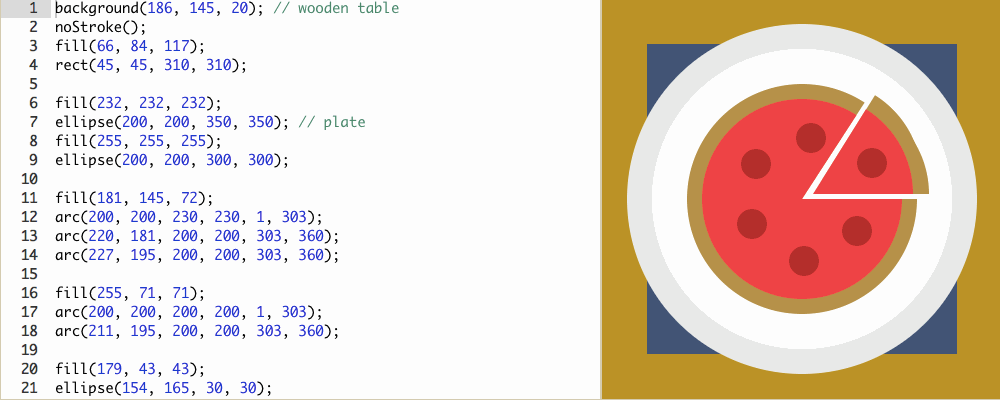 1 background(186, 145, 20); // wooden table
2 noStroke();
3 fill(66, 84, 117);
4 rect(45, 45, 310, 310);
5
6 fill(232, 232, 232);
7 ellipse(200, 200, 350, 350); // plate
8 fill(255, 255, 255);
9 ellipse(200, 200, 300, 300);
10
11 fill(181, 145, 72);
12 arc(200, 200, 230, 230, 1, 303);
13 arc(220, 181, 200, 200, 303, 360);
14 arc(227, 195, 200, 200, 303, 360);
15
16 fill(255, 71, 71);
17 arc(200, 200, 200, 200, 1, 303);
18 arc(211, 195, 200, 200, 303, 360);
19
20 fill(179, 43, 43);
21 ellipse(154, 165, 30, 30);